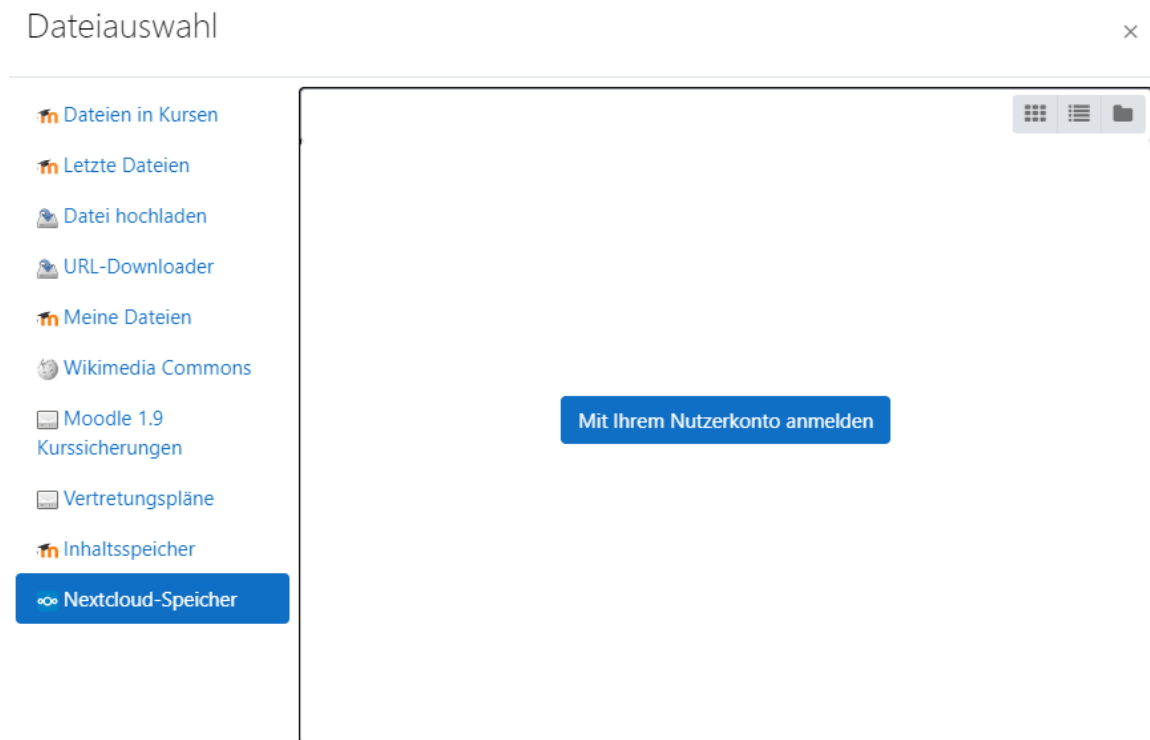 Dateiauswahl
Dateien in Kursen
Letzte Dateien
Datei hochladen
URL-Downloader
Meine Dateien
Wikimedia Commons
Moodle 1.9
Kurssicherungen
Vertretungspläne
Inhaltsspeicher
Nextcloud-Speicher
Mit Ihrem Nutzerkonto anmelden